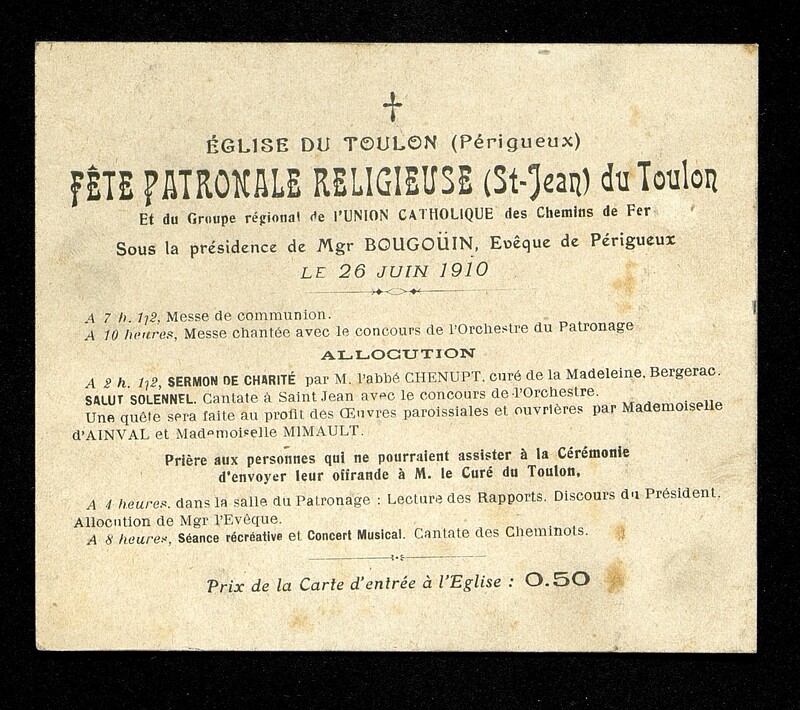 ÉGLISE DU TOULON (Périgueux)
FÊTE PATRONALE RELIGIEUSE (St-Jean) du Toulon
Et du Groupe régional de l'UNION CATHOLIQUE des Chemins de Fer
Sous la présidence de Mgr BOUGOÜIN, Evêque de Périgueux
LE 26 JUIN 1910
A 7 h. 1/2, Messe de communion.
A 10 heures, Messe chantée avec le concours de l'Orchestre du Patronage
ALLOCUTION
A 2 h. 1/2, SERMON DE CHARITÉ par M. l'abbé CHENUPT, curé de la Madeleine, Bergerac.
SALUT SOLENNEL. Cantate à Saint Jean avec le concours de l'Orchestre.
Une quête sera faite au profit des Œuvres paroissiales et ouvrières par Mademoiselle
d'AINVAL et Mademoiselle MIMAULT.
Prière aux personnes qui ne pourraient assister à la Cérémonie
d'envoyer leur offrande à M. le Curé du Toulon,
A 4 heures, dans la salle du Patronage : Lecture des Rapports. Discours du Président,
Allocution de Mgr l'Evêque.
A 8 heures, Séance récréative et Concert Musical. Cantate des Cheminots.
Prix de la Carte d'entrée à l'Eglise : 0.50